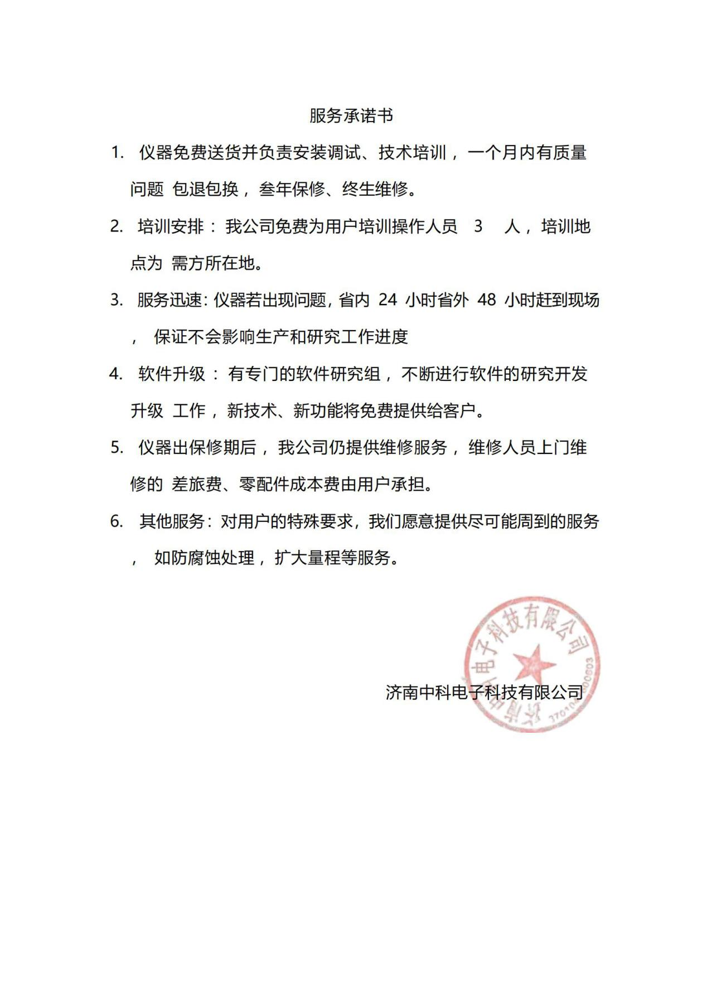 服务承诺书
1. 仪器免费送货并负责安装调试、技术培训，一个月内有质量
问题 包退包换，叁年保修、终生维修。
2. 培训安排：我公司免费为用户培训操作人员 3 人，培训地
点为 需方所在地。
3. 服务迅速：仪器若出现问题，省内 24 小时省外 48 小时赶到现场
， 保证不会影响生产和研究工作进度
4. 软件升级：有专门的软件研究组，不断进行软件的研究开发
升级 工作，新技术、新功能将免费提供给客户。
5. 仪器出保修期后，我公司仍提供维修服务，维修人员上门维
修的 差旅费、零配件成本费由用户承担。
6. 其他服务：对用户的特殊要求，我们愿意提供尽可能周到的服务
， 如防腐蚀处理，扩大量程等服务。
济南中科电子科技有限公司
济南中科电子科技有限公司